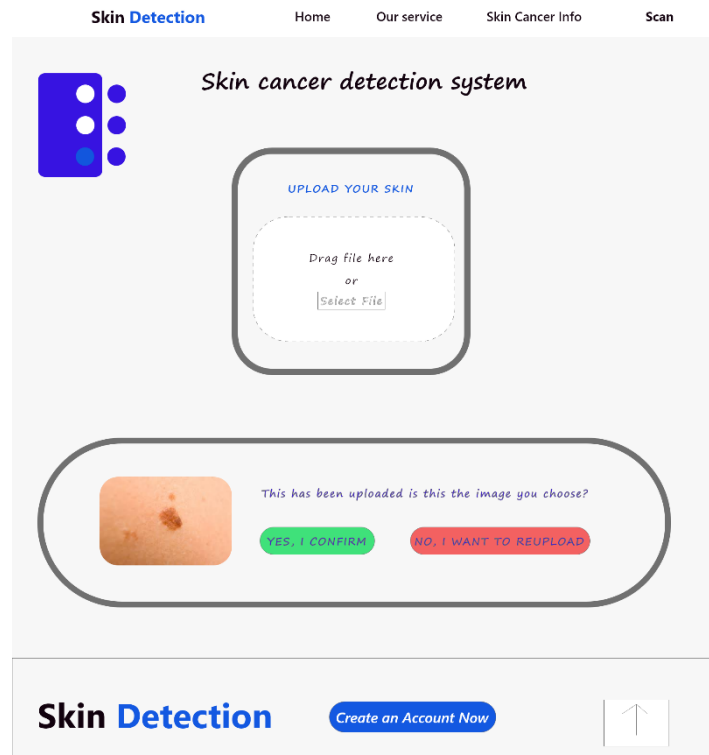 Skin Detection Home Our service Skin Cancer Info Scan
Skin cancer detection system
UPLOAD YOUR SKIN
Drag file here
or
Select File
This has been uploaded is this the image you choose?
YES, I CONFIRM NO, I WANT TO REUPLOAD
Skin Detection Create an Account Now